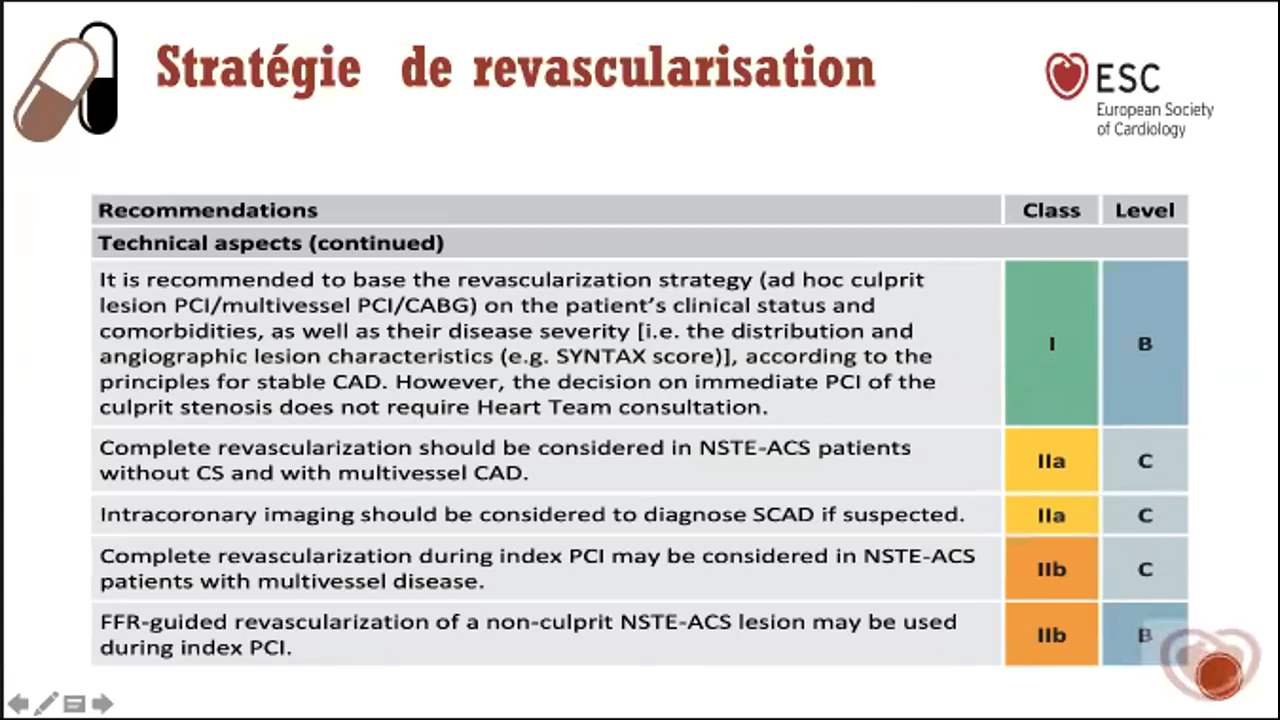 Stratégie de revascularisation
ESC
European Society
of Cardiology
Recommendations Class Level
Technical aspects (continued)
It is recommended to base the revascularization strategy (ad hoc culprit
lesion PCI/multivessel PCI/CABG) on the patient's clinical status and
comorbidities, as well as their disease severity [i.e. the distribution and
angiographic lesion characteristics (e.g. SYNTAX score)], according to the
principles for stable CAD. However, the decision on immediate PCI of the
culprit stenosis does not require Heart Team consultation.
I B
Complete revascularization should be considered in NSTE-ACS patients
without CS and with multivessel CAD.
IIa C
Intracoronary imaging should be considered to diagnose SCAD if suspected. IIa C
Complete revascularization during index PCI may be considered in NSTE-ACS
patients with multivessel disease.
IIb C
FFR-guided revascularization of a non-culprit NSTE-ACS lesion may be used
during index PCI.
IIb B